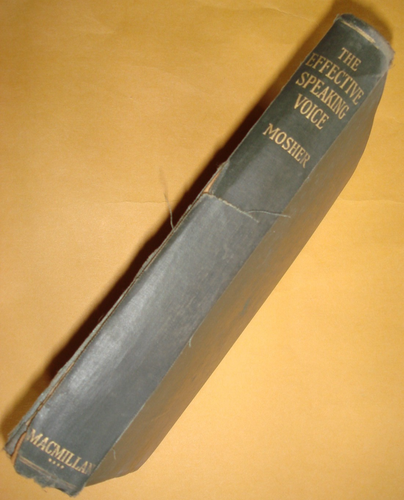 THE
EFFECTIVE
SPEAKING
VOICE
MOSHER
MACMILLAN